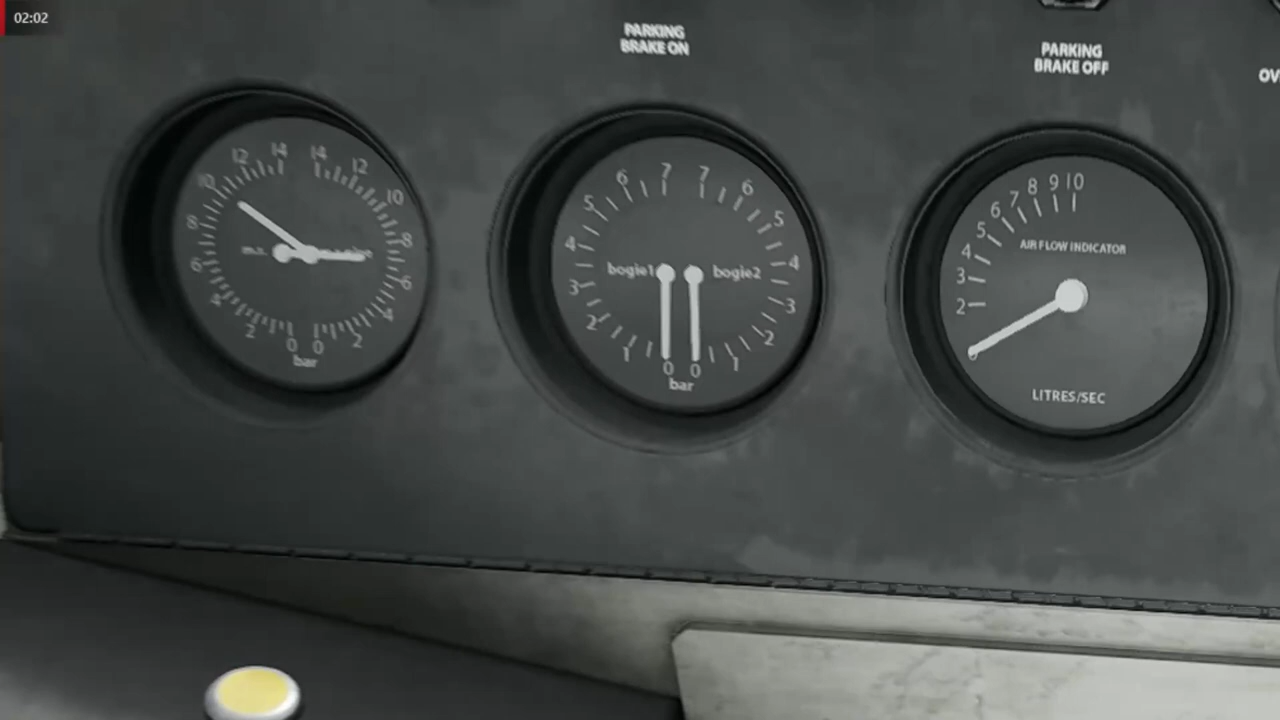 02:02
PARKING
BRAKE ON
PARKING
BRAKE OFF
OV
14 14
12 12
10 10
8 8
6 6
4 4
2 2
0 0
bar
7 7
6 6
5 5
4 4
bogie1 bogie2
3 3
2 2
1 1
0 0
bar
10
9
8
7
6
5
4
3
2
AIR FLOW INDICATOR
LITRES/SEC